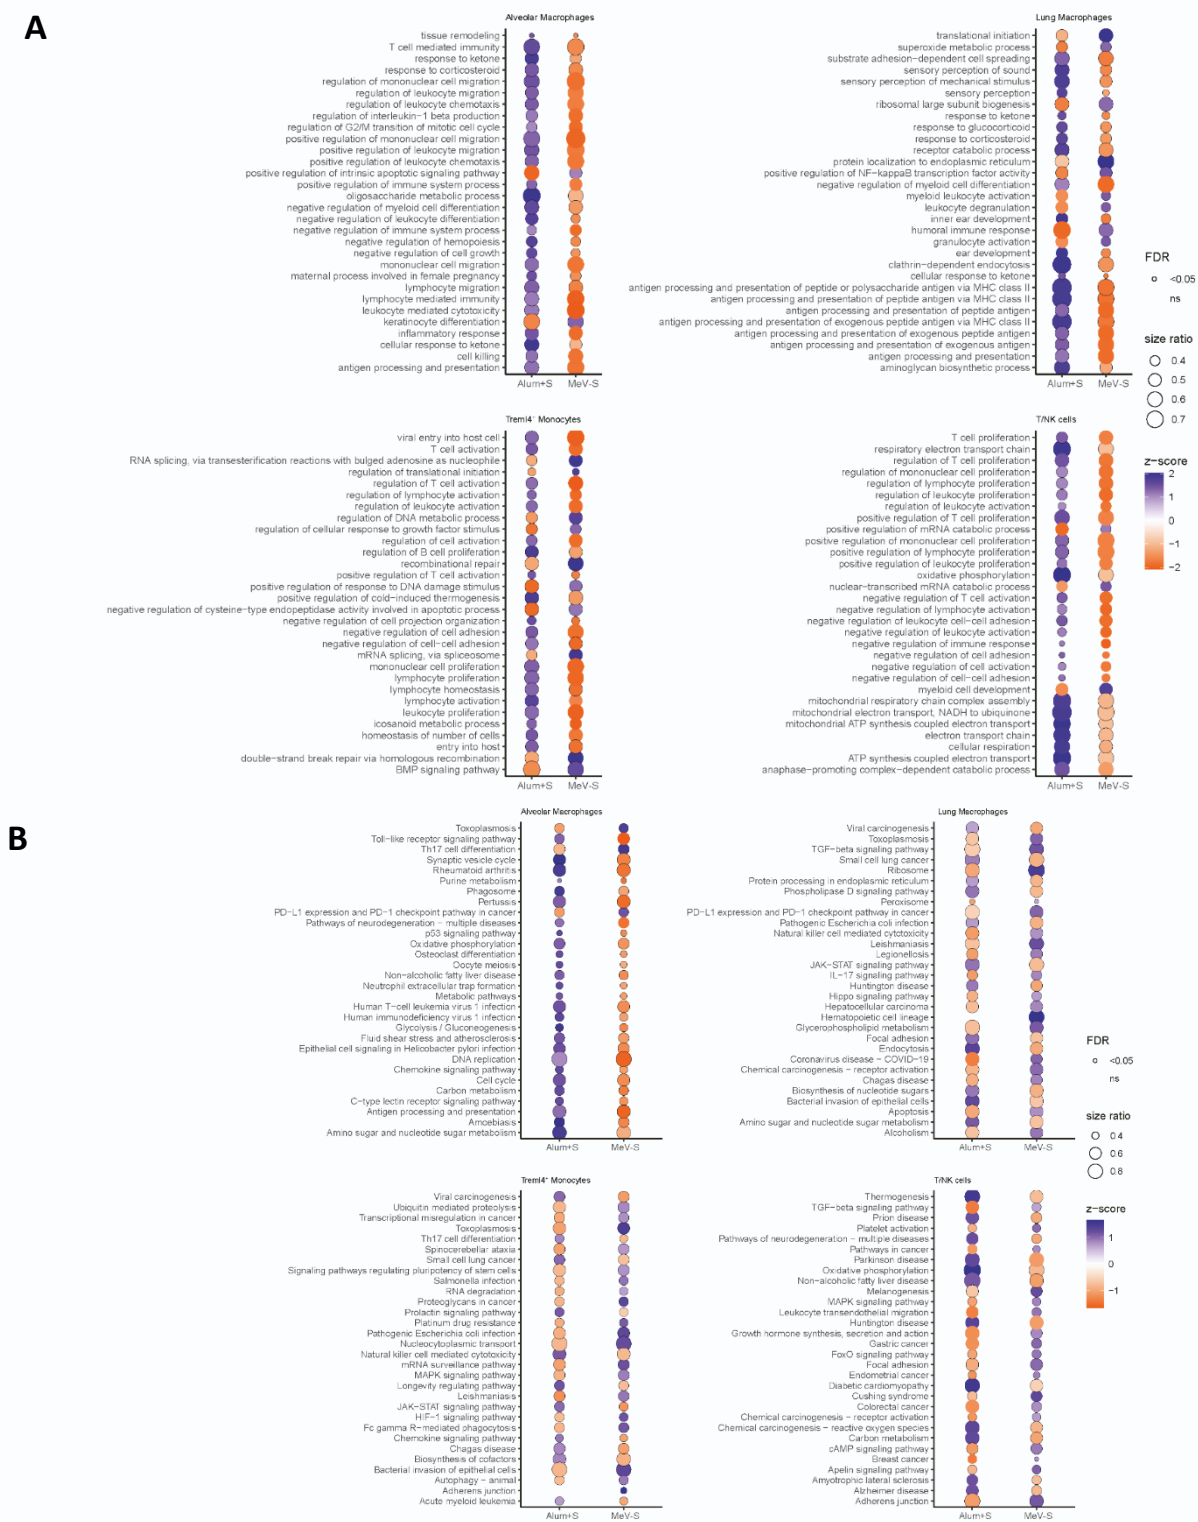 A
Alveolar Macrophages
tissue remodeling
T cell mediated immunity
response to ketone
response to corticosteroid
regulation of mononuclear cell migration
regulation of leukocyte migration
regulation of leukocyte chemotaxis
regulation of interleukin−1 beta production
regulation of G2/M transition of mitotic cell cycle
positive regulation of mononuclear cell migration
positive regulation of leukocyte migration
positive regulation of leukocyte chemotaxis
positive regulation of intrinsic apoptotic signaling pathway
positive regulation of immune system process
oligosaccharide metabolic process
negative regulation of myeloid cell differentiation
negative regulation of leukocyte differentiation
negative regulation of immune system process
negative regulation of hemopoiesis
negative regulation of cell growth
mononuclear cell migration
maternal process involved in female pregnancy
lymphocyte migration
lymphocyte mediated immunity
leukocyte mediated cytotoxicity
keratinocyte differentiation
inflammatory response
cellular response to ketone
cell killing
antigen processing and presentation
Alum+S MeV-S
Lung Macrophages
translational initiation
superoxide metabolic process
substrate adhesion−dependent cell spreading
sensory perception of sound
sensory perception of mechanical stimulus
sensory perception
ribosomal large subunit biogenesis
response to ketone
response to glucocorticoid
response to corticosteroid
receptor catabolic process
protein localization to endoplasmic reticulum
positive regulation of NF−kappaB transcription factor activity
negative regulation of myeloid cell differentiation
myeloid leukocyte activation
leukocyte degranulation
inner ear development
humoral immune response
granulocyte activation
ear development
clathrin−dependent endocytosis
cellular response to ketone
antigen processing and presentation of peptide or polysaccharide antigen via MHC class II
antigen processing and presentation of peptide antigen via MHC class II
antigen processing and presentation of peptide antigen
antigen processing and presentation of exogenous peptide antigen via MHC class II
antigen processing and presentation of exogenous peptide antigen
antigen processing and presentation of exogenous antigen
antigen processing and presentation
aminoglycan biosynthetic process
Alum+S MeV-S
FDR
<0.05
ns
size ratio
0.4
0.5
0.6
0.7
z−score
2
1
0
−1
−2
Treml4⁺ Monocytes
viral entry into host cell
T cell activation
RNA splicing, via transesterification reactions with bulged adenosine as nucleophile
regulation of translational initiation
regulation of T cell activation
regulation of lymphocyte activation
regulation of leukocyte activation
regulation of DNA metabolic process
regulation of cellular response to growth factor stimulus
regulation of cell activation
regulation of B cell proliferation
recombinational repair
positive regulation of T cell activation
positive regulation of response to DNA damage stimulus
positive regulation of cold−induced thermogenesis
negative regulation of cysteine−type endopeptidase activity involved in apoptotic process
negative regulation of cell projection organization
negative regulation of cell adhesion
negative regulation of cell−cell adhesion
mRNA splicing, via spliceosome
mononuclear cell proliferation
lymphocyte proliferation
lymphocyte homeostasis
lymphocyte activation
leukocyte proliferation
icosanoid metabolic process
homeostasis of number of cells
entry into host
double−strand break repair via homologous recombination
BMP signaling pathway
Alum+S MeV-S
T/NK cells
T cell proliferation
respiratory electron transport chain
regulation of T cell proliferation
regulation of mononuclear cell proliferation
regulation of lymphocyte proliferation
regulation of leukocyte proliferation
regulation of leukocyte activation
positive regulation of T cell proliferation
positive regulation of mRNA catabolic process
positive regulation of mononuclear cell proliferation
positive regulation of lymphocyte proliferation
positive regulation of leukocyte proliferation
oxidative phosphorylation
nuclear−transcribed mRNA catabolic process
negative regulation of T cell activation
negative regulation of lymphocyte activation
negative regulation of leukocyte cell−cell adhesion
negative regulation of leukocyte activation
negative regulation of immune response
negative regulation of cell adhesion
negative regulation of cell activation
negative regulation of cell−cell adhesion
myeloid cell development
mitochondrial respiratory chain complex assembly
mitochondrial electron transport, NADH to ubiquinone
mitochondrial ATP synthesis coupled electron transport
electron transport chain
cellular respiration
ATP synthesis coupled electron transport
anaphase−promoting complex−dependent catabolic process
Alum+S MeV-S
B
Alveolar Macrophages
Toxoplasmosis
Toll−like receptor signaling pathway
Th17 cell differentiation
Synaptic vesicle cycle
Rheumatoid arthritis
Purine metabolism
Phagosome
Pertussis
PD−L1 expression and PD−1 checkpoint pathway in cancer
Pathways of neurodegeneration − multiple diseases
p53 signaling pathway
Oxidative phosphorylation
Osteoclast differentiation
Oocyte meiosis
Non−alcoholic fatty liver disease
Neutrophil extracellular trap formation
Metabolic pathways
Human T−cell leukemia virus 1 infection
Human immunodeficiency virus 1 infection
Glycolysis / Gluconeogenesis
Fluid shear stress and atherosclerosis
Epithelial cell signaling in Helicobacter pylori infection
DNA replication
Chemokine signaling pathway
Cell cycle
Carbon metabolism
C−type lectin receptor signaling pathway
Antigen processing and presentation
Amoebiasis
Amino sugar and nucleotide sugar metabolism
Alum+S MeV-S
Lung Macrophages
Viral carcinogenesis
Toxoplasmosis
TGF−beta signaling pathway
Small cell lung cancer
Ribosome
Protein processing in endoplasmic reticulum
Phospholipase D signaling pathway
Peroxisome
PD−L1 expression and PD−1 checkpoint pathway in cancer
Pathogenic Escherichia coli infection
Natural killer cell mediated cytotoxicity
Leishmaniasis
Legionellosis
JAK−STAT signaling pathway
IL−17 signaling pathway
Huntington disease
Hippo signaling pathway
Hepatocellular carcinoma
Hematopoietic cell lineage
Glycerophospholipid metabolism
Focal adhesion
Endocytosis
Coronavirus disease − COVID−19
Chemical carcinogenesis − receptor activation
Chagas disease
Biosynthesis of nucleotide sugars
Bacterial invasion of epithelial cells
Apoptosis
Amino sugar and nucleotide sugar metabolism
Alcoholism
Alum+S MeV-S
FDR
<0.05
ns
size ratio
0.4
0.6
0.8
z−score
1
0
−1
Treml4⁺ Monocytes
Viral carcinogenesis
Ubiquitin mediated proteolysis
Transcriptional misregulation in cancer
Toxoplasmosis
Th17 cell differentiation
Spinocerebellar ataxia
Small cell lung cancer
Signaling pathways regulating pluripotency of stem cells
Salmonella infection
RNA degradation
Proteoglycans in cancer
Prolactin signaling pathway
Platinum drug resistance
Pathogenic Escherichia coli infection
Nucleocytoplasmic transport
Natural killer cell mediated cytotoxicity
mRNA surveillance pathway
MAPK signaling pathway
Longevity regulating pathway
Leishmaniasis
JAK−STAT signaling pathway
HIF−1 signaling pathway
Fc gamma R−mediated phagocytosis
Chemokine signaling pathway
Chagas disease
Biosynthesis of cofactors
Bacterial invasion of epithelial cells
Autophagy − animal
Adherens junction
Acute myeloid leukemia
Alum+S MeV-S
T/NK cells
Thermogenesis
TGF−beta signaling pathway
Prion disease
Platelet activation
Pathways of neurodegeneration − multiple diseases
Pathways in cancer
Parkinson disease
Oxidative phosphorylation
Non−alcoholic fatty liver disease
Melanogenesis
MAPK signaling pathway
Leukocyte transendothelial migration
Huntington disease
Growth hormone synthesis, secretion and action
Gastric cancer
FoxO signaling pathway
Focal adhesion
Endometrial cancer
Diabetic cardiomyopathy
Cushing syndrome
Colorectal cancer
Chemical carcinogenesis − receptor activation
Chemical carcinogenesis − reactive oxygen species
Carbon metabolism
cAMP signaling pathway
Breast cancer
Apelin signaling pathway
Amyotrophic lateral sclerosis
Alzheimer disease
Adherens junction
Alum+S MeV-S